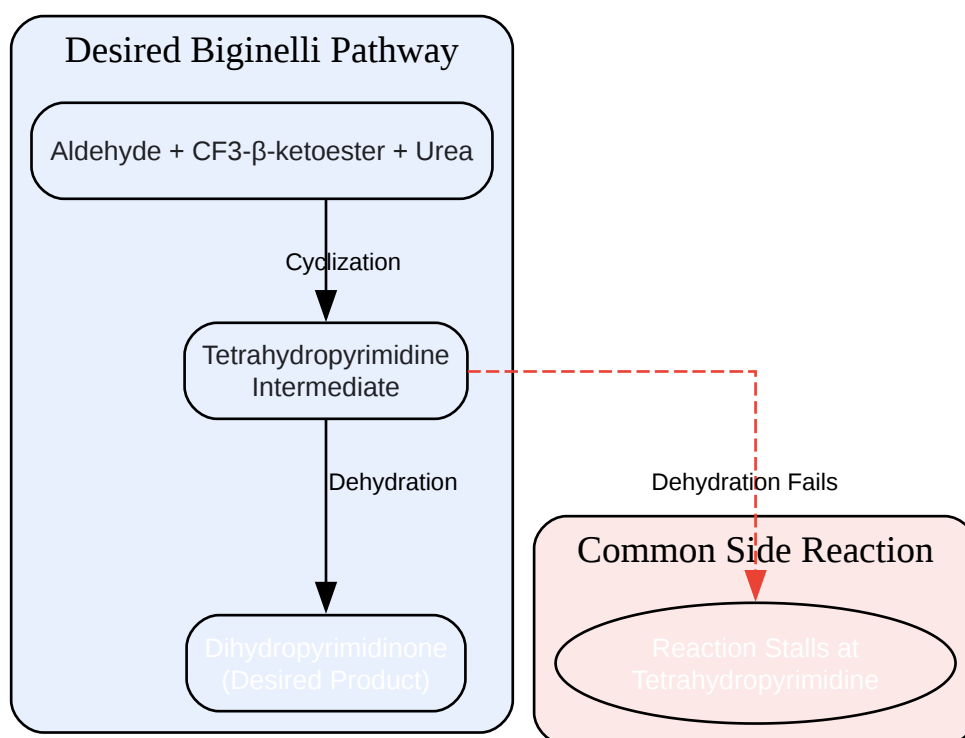 Desired Biginelli Pathway
Aldehyde + CF3-β-ketoester + Urea
Cyclization
Tetrahydropyrimidine
Intermediate
Dehydration
Dehydration Fails
Common Side Reaction
Dihydropyrimidinone
(Desired Product)
Reaction Stalls at
Tetrahydropyrimidine